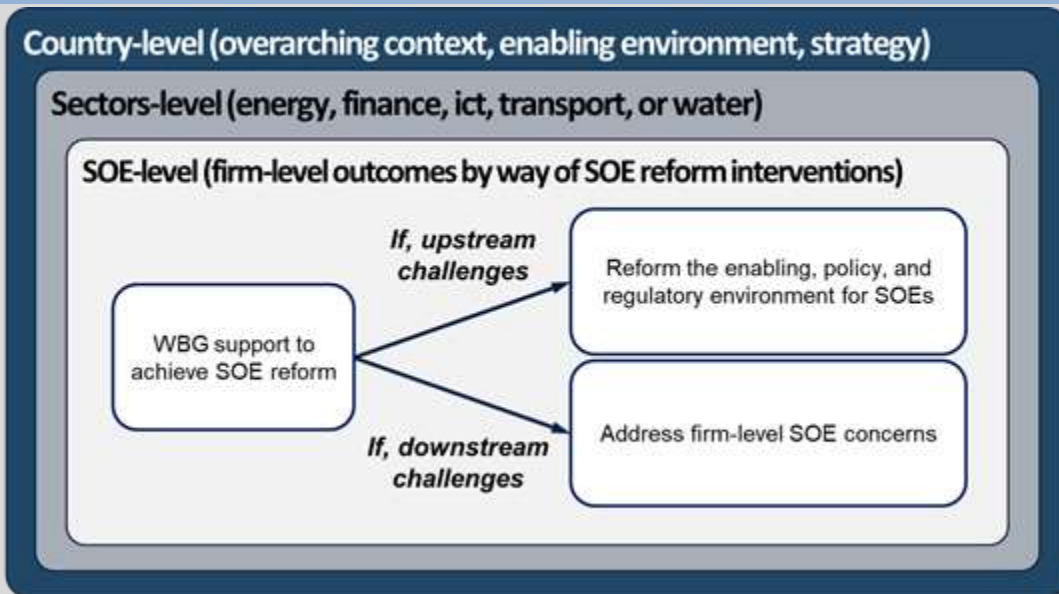 Country-level (overarching context, enabling environment, strategy)
Sectors-level (energy, finance, ict, transport, or water)
SOE-level (firm-level outcomes by way of SOE reform interventions)
If, upstream
challenges
Reform the enabling, policy, and
regulatory environment for SOEs
WBG support to
achieve SOE reform
If, downstream
challenges
Address firm-level SOE concerns